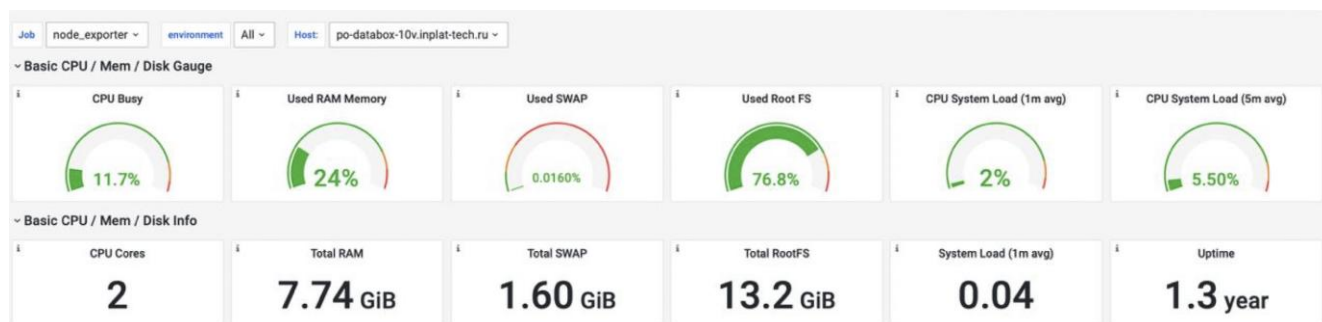 Job node_exporter environment All Host: po-databox-10v.inplat-tech.ru
Basic CPU / Mem / Disk Gauge
CPU Busy Used RAM Memory Used SWAP Used Root FS CPU System Load (1m avg) CPU System Load (5m avg)
11.7% 24% 0.0160% 76.8% 2% 5.50%
Basic CPU / Mem / Disk Info
CPU Cores Total RAM Total SWAP Total RootFS System Load (1m avg) Uptime
2 7.74 GiB 1.60 GiB 13.2 GiB 0.04 1.3 year